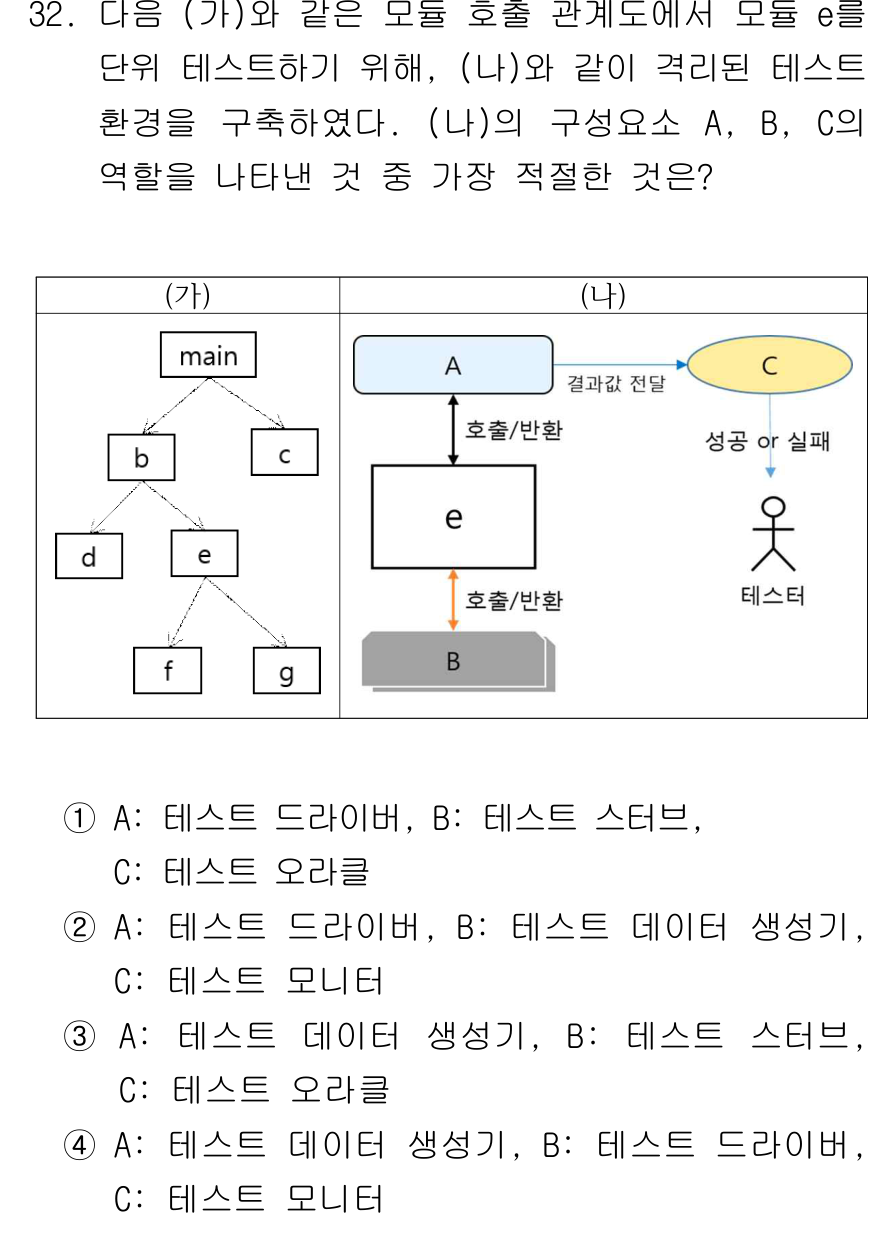 32. 다음 (가)와 같은 모듈 호출 관계도에서 모듈 e를
단위 테스트하기 위해, (나)와 같이 격리된 테스트
환경을 구축하였다. (나)의 구성요소 A, B, C의
역할을 나타낸 것 중 가장 적절한 것은?
(가)
main
b
c
d
e
f
g
(나)
A
결과값 전달
C
호출/반환
성공 or 실패
e
테스터
호출/반환
B
① A: 테스트 드라이버, B: 테스트 스터브,
C: 테스트 오라클
② A: 테스트 드라이버, B: 테스트 데이터 생성기,
C: 테스트 모니터
③ A: 테스트 데이터 생성기, B: 테스트 스터브,
C: 테스트 오라클
④ A: 테스트 데이터 생성기, B: 테스트 드라이버,
C: 테스트 모니터